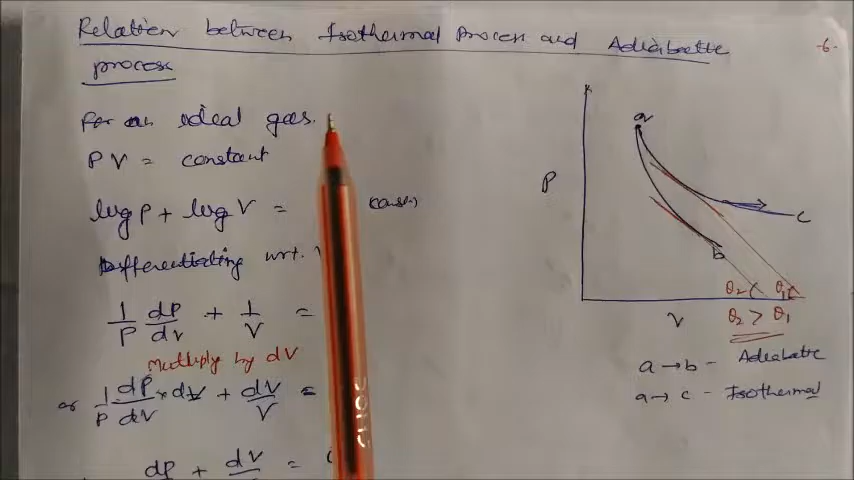 Relation between Isothermal Process and Adiabatic
process
-6-
For an ideal gas.
PV = constant
log P + log V =
Differentiating wrt.
1/P dP/dV + 1/V =
Multiply by dV
or 1/P dP/dV × dV + dV/V =
dP + dV =
a
P
c
b
θ2 θ1
V
θ2 > θ1
a → b - Adiabatic
a → c - Isothermal